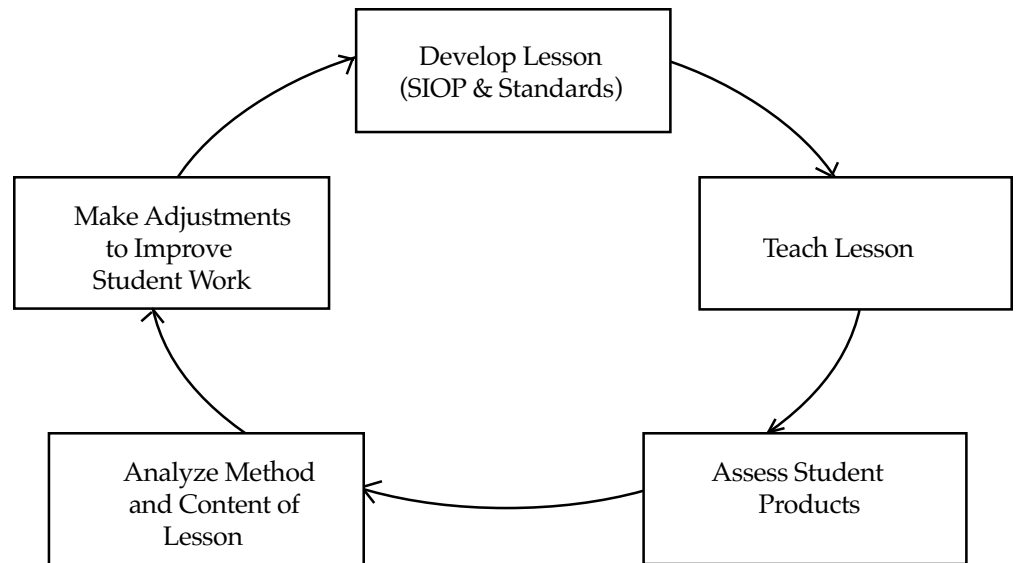 Develop Lesson
(SIOP & Standards)
Teach Lesson
Assess Student
Products
Analyze Method
and Content of
Lesson
Make Adjustments
to Improve
Student Work